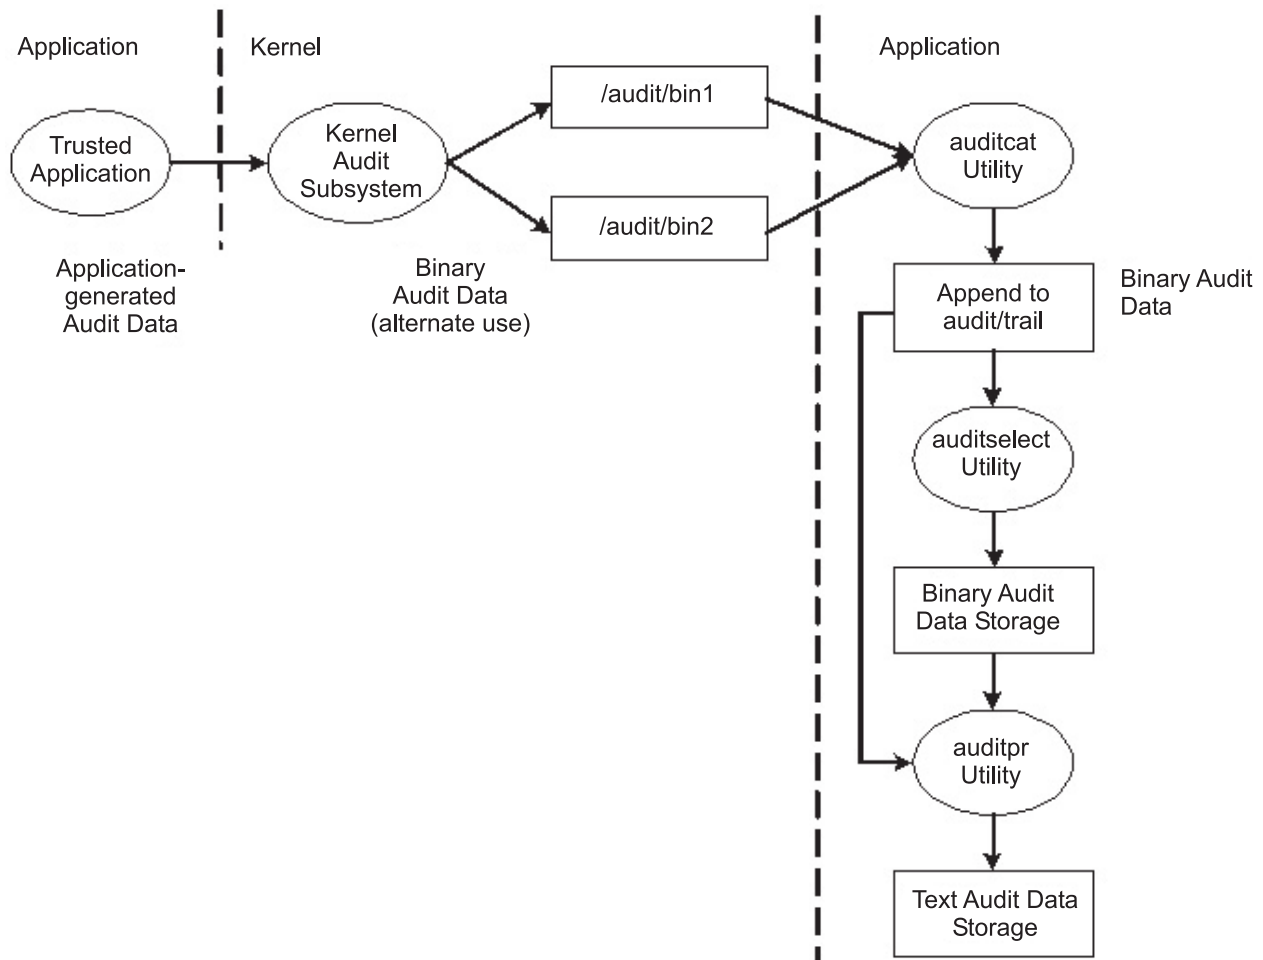 Application
Kernel
Application
Trusted
Application
Kernel
Audit
Subsystem
/audit/bin1
/audit/bin2
auditcat
Utility
Application-
generated
Audit Data
Binary
Audit Data
(alternate use)
Append to
audit/trail
Binary Audit
Data
auditselect
Utility
Binary Audit
Data Storage
auditpr
Utility
Text Audit Data
Storage